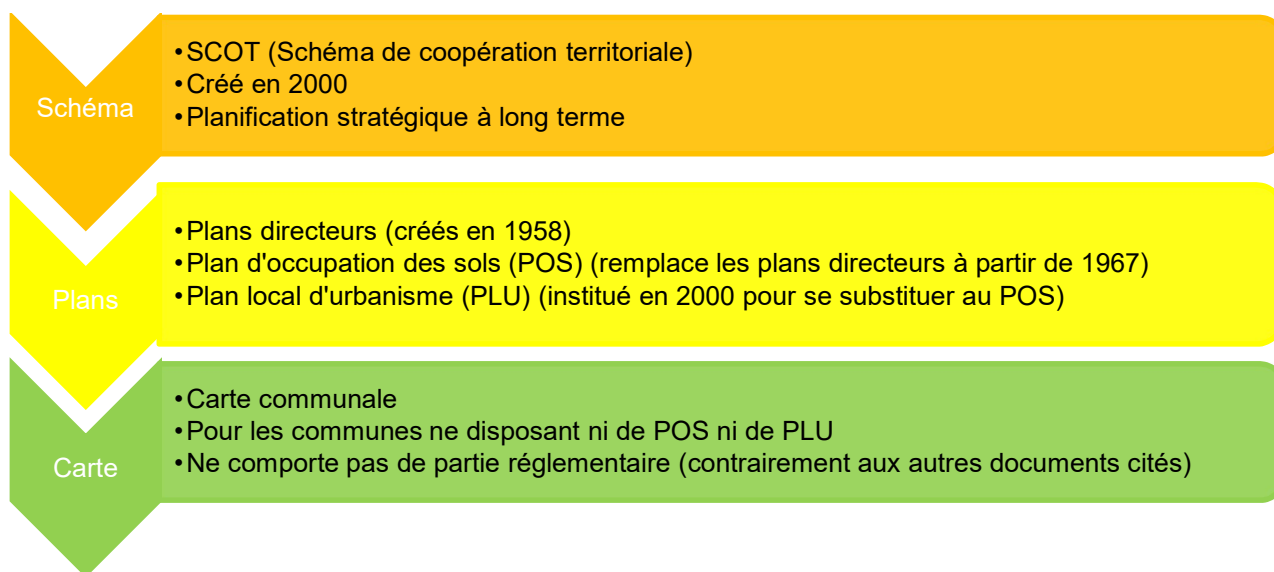 Schéma
•SCOT (Schéma de coopération territoriale)
•Créé en 2000
•Planification stratégique à long terme
Plans
•Plans directeurs (créés en 1958)
•Plan d'occupation des sols (POS) (remplace les plans directeurs à partir de 1967)
•Plan local d'urbanisme (PLU) (institué en 2000 pour se substituer au POS)
Carte
•Carte communale
•Pour les communes ne disposant ni de POS ni de PLU
•Ne comporte pas de partie réglementaire (contrairement aux autres documents cités)